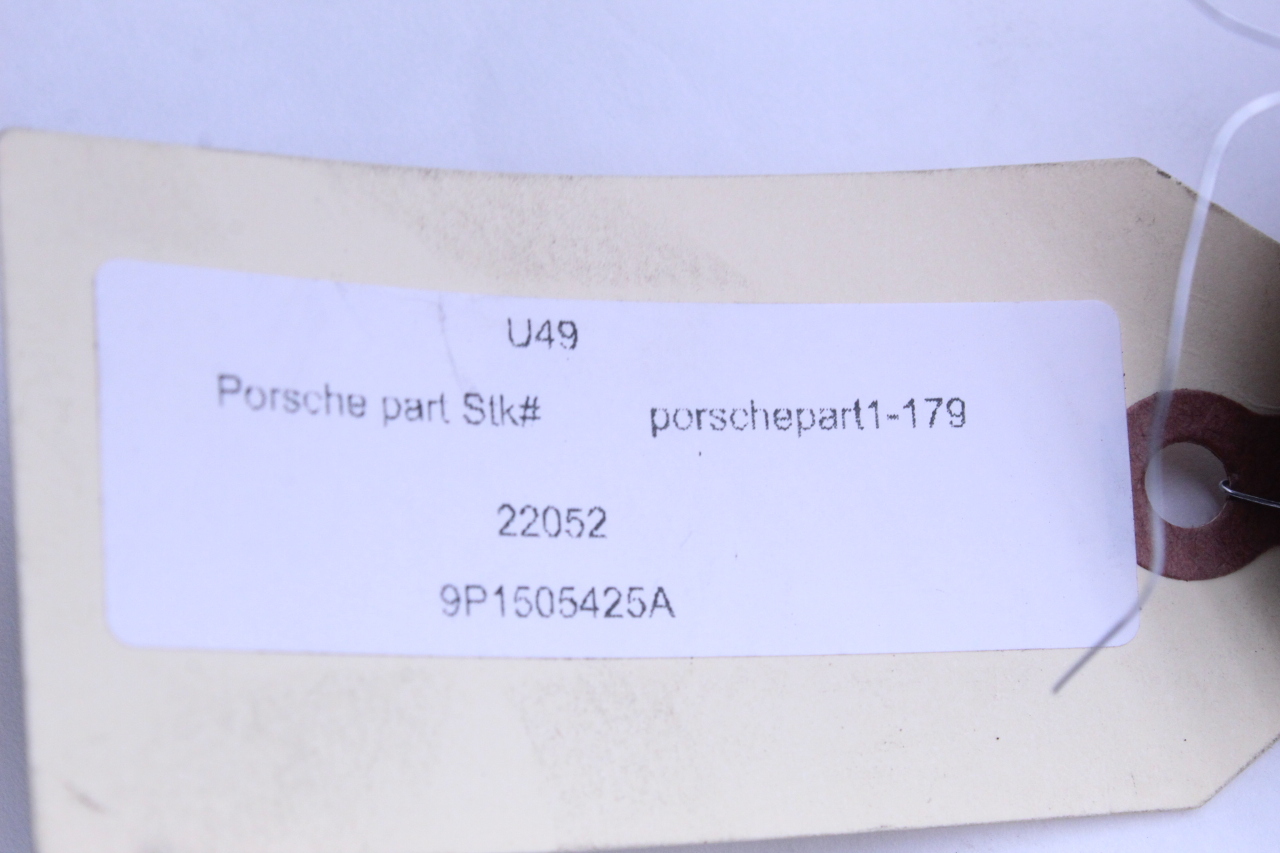 U49
Porsche part Stk# porschepart1-179
22052
9P1505425A